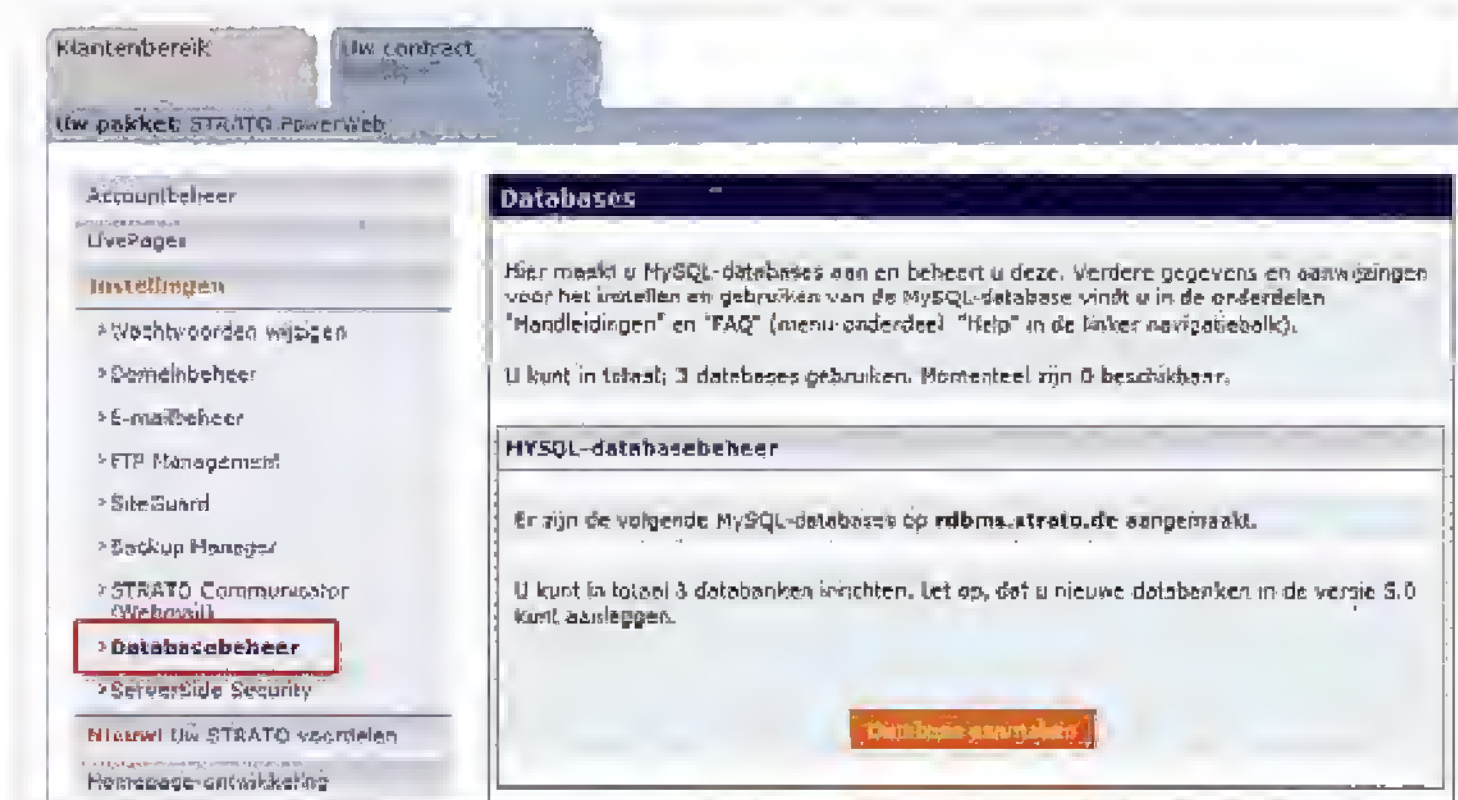 Klantenbereik
Uw contract
Uw pakket: STRATO PowerWeb
Accountbeheer
LivePages
Instellingen
> Wachtwoorden wijzigen
> Domeinbeheer
> E-mailbeheer
> FTP Management
> SiteGuard
> Backup Manager
> STRATO Communicator
(Webmail)
> Databasebeheer
> ServerSide Security
Nieuw! Uw STRATO voordelen
Homepage-ontwikkeling
Databases
Hier maakt u MySQL-databases aan en beheert u deze. Verdere gegevens en aanwijzingen
voor het instellen en gebruiken van de MySQL-database vindt u in de onderdelen
"Handleidingen" en "FAQ" (menu-onderdeel "Help" in de linker navigatiebalk).
U kunt in totaal; 3 databases gebruiken. Momenteel zijn 0 beschikbaar.
MYSQL-databasebeheer
Er zijn de volgende MySQL-databases op rdbms.strato.de aangemaakt.
U kunt in totaal 3 databanken inrichten. Let op, dat u nieuwe databanken in de versie 5.0
kunt aanleggen.
Database aanmaken